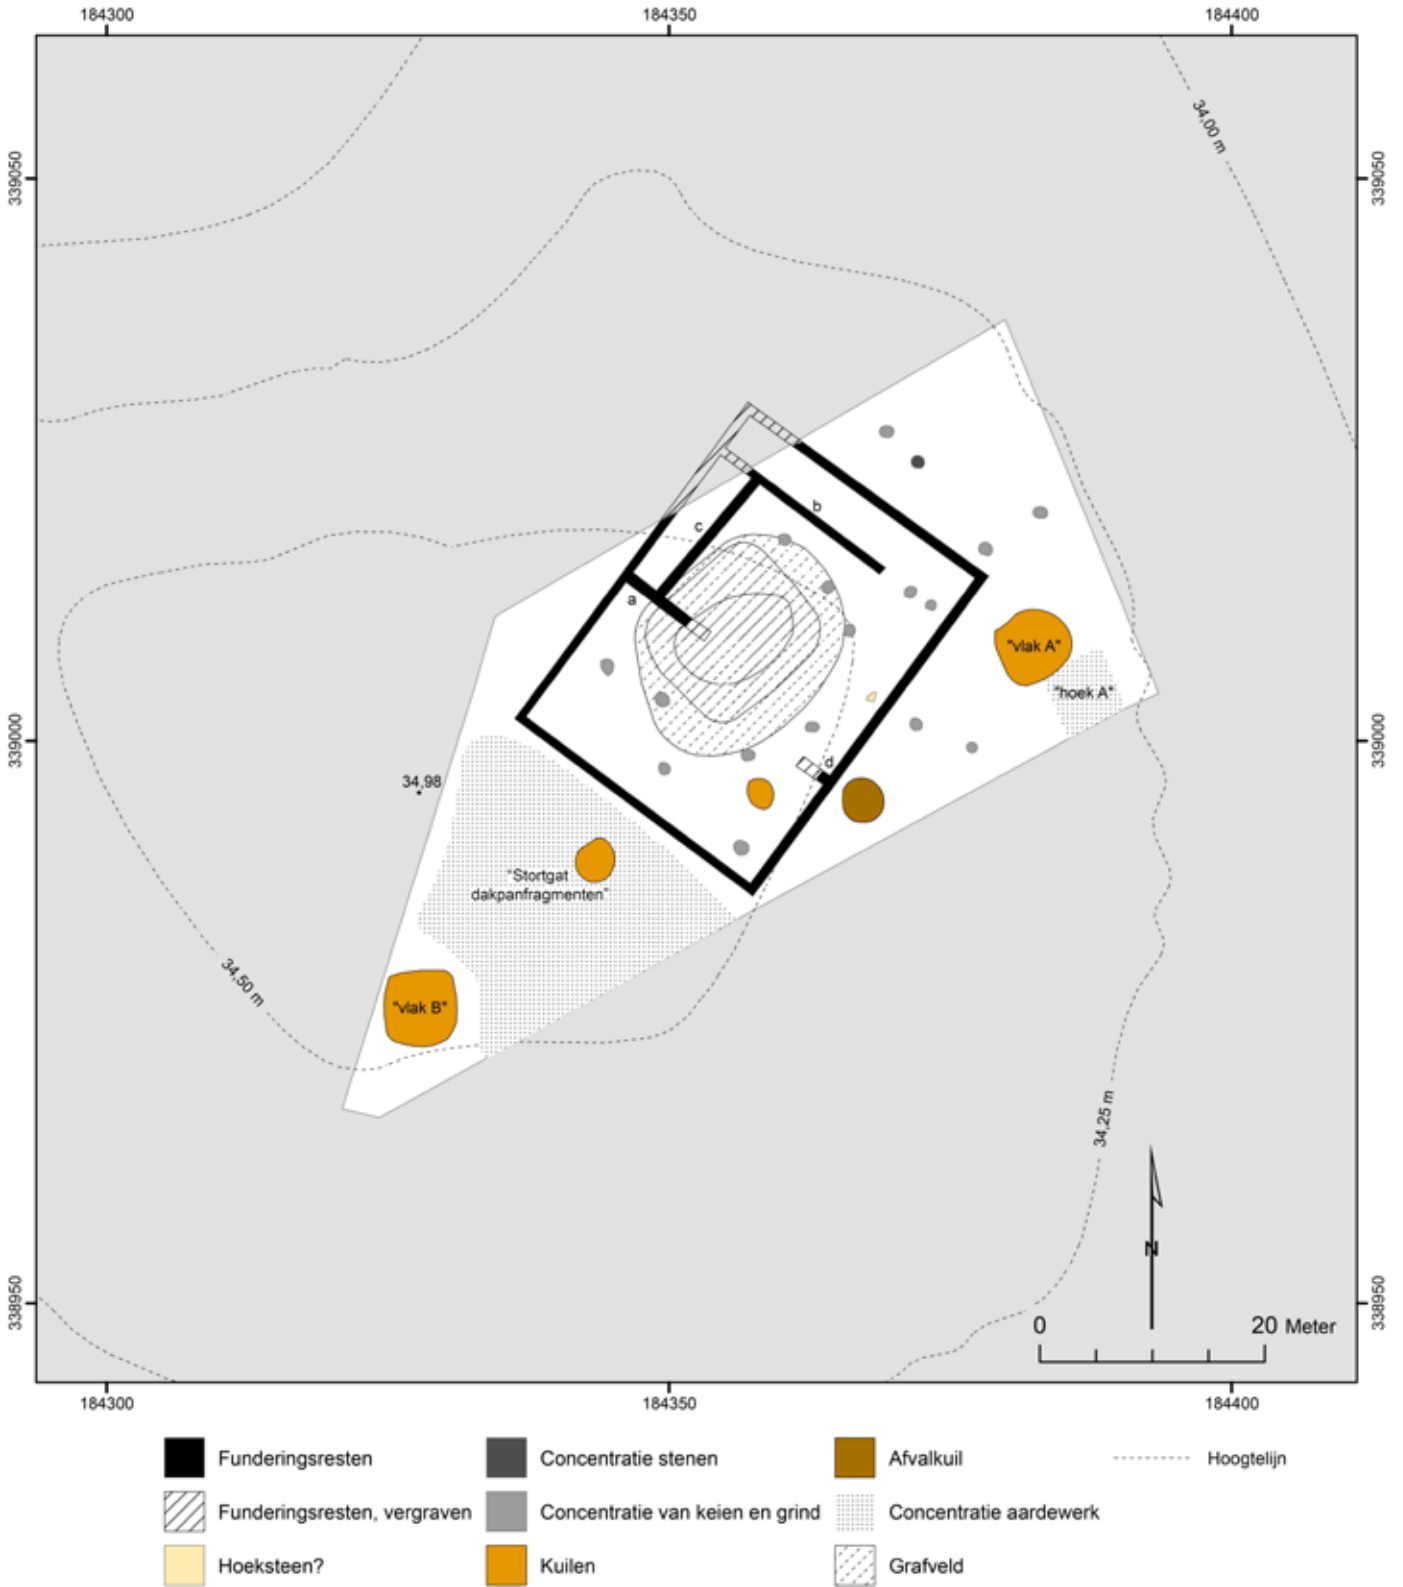 184300
184350
184400
339050
339050
34,00 m
b
c
a
"vlak A"
"hoek A"
339000
339000
d
34,98
"Stortgat
dakpanfragmenten"
34,50 m
"vlak B"
34,25 m
N
338950
338950
0
20 Meter
184300
184350
184400
Funderingsresten
Concentratie stenen
Afvalkuil
Hoogtelijn
Funderingsresten, vergraven
Concentratie van keien en grind
Concentratie aardewerk
Hoeksteen?
Kuilen
Grafveld